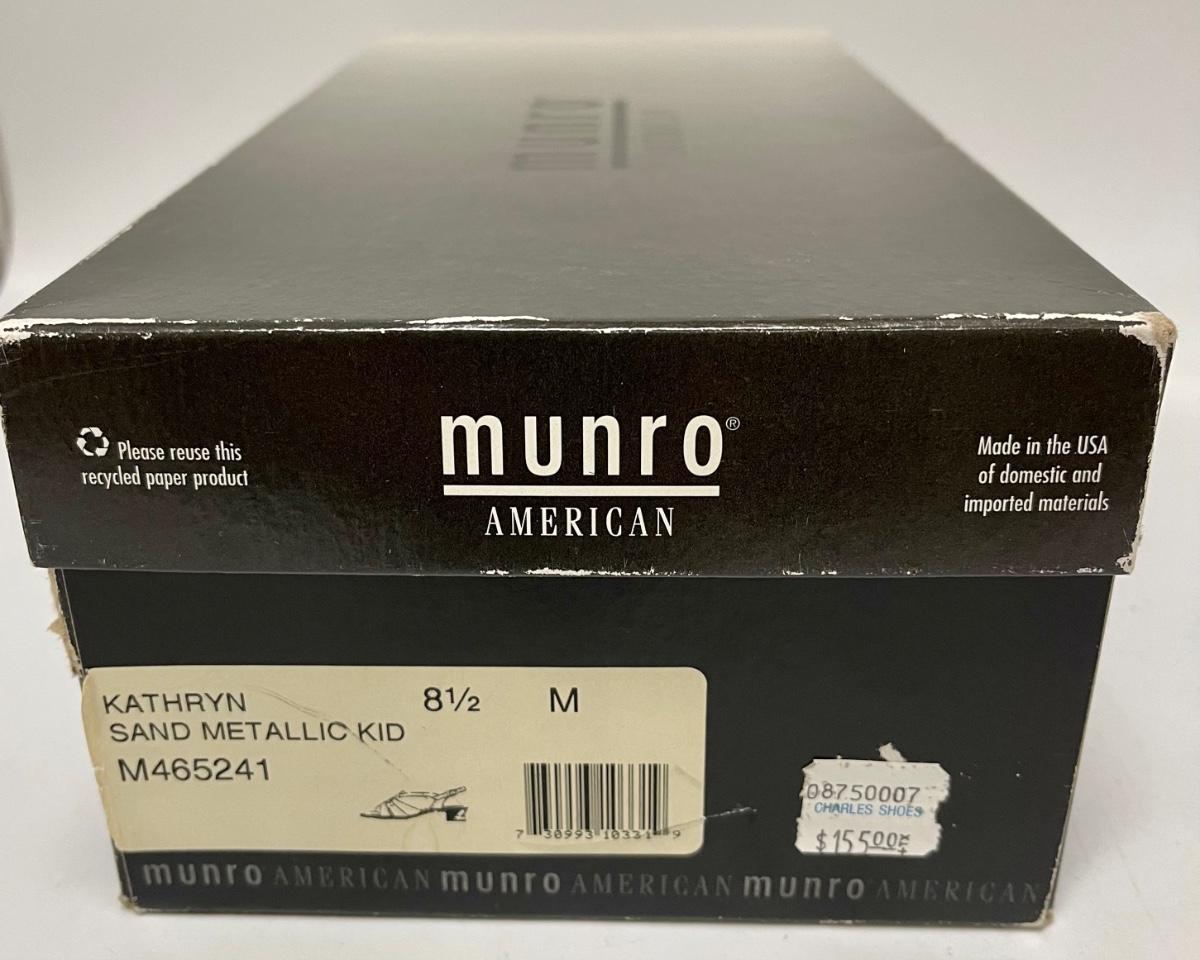 munro
Please reuse this
recycled paper product
munro®
AMERICAN
Made in the USA
of domestic and
imported materials
KATHRYN 8½ M
SAND METALLIC KID
M465241
7 30993 10331 9
08750007
CHARLES SHOES
$155.00
munro AMERICAN munro AMERICAN munro AMERICAN